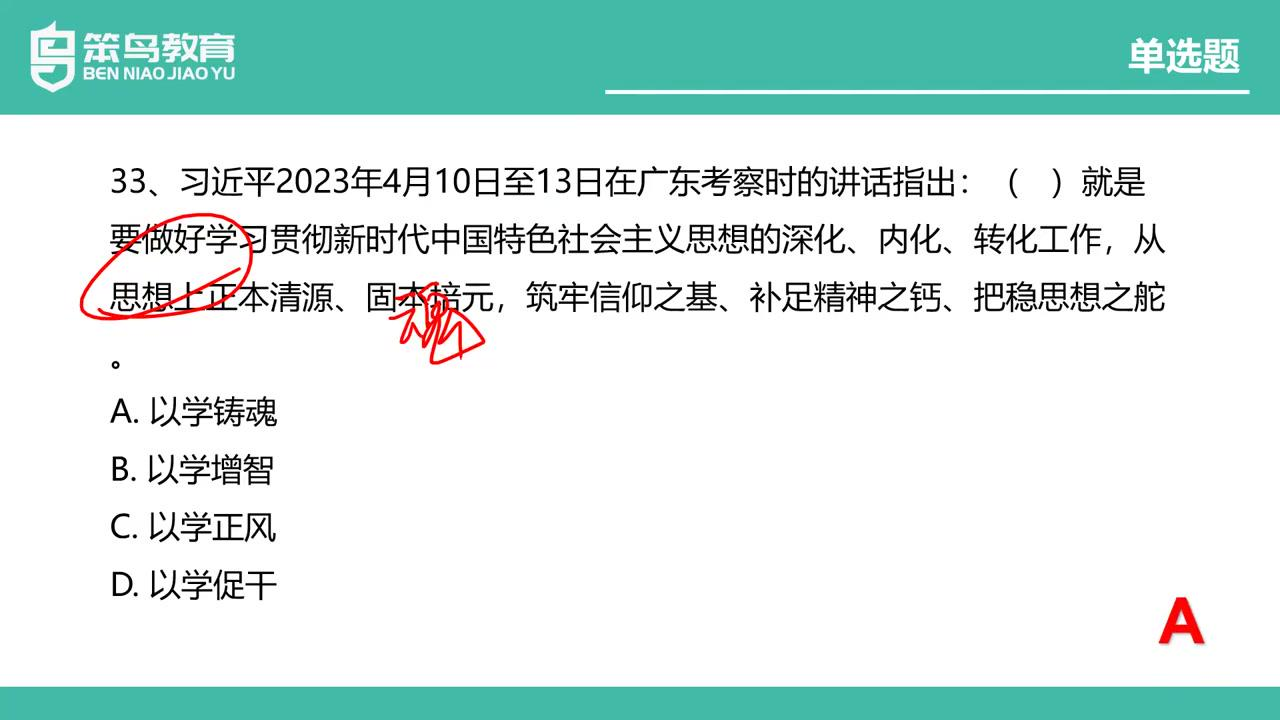 笨鸟教育
BEN NIAO JIAO YU
单选题
33、习近平2023年4月10日至13日在广东考察时的讲话指出：（ ）就是
要做好学习贯彻新时代中国特色社会主义思想的深化、内化、转化工作，从
思想上正本清源、固本培元，筑牢信仰之基、补足精神之钙、把稳思想之舵
。
魂
A. 以学铸魂
B. 以学增智
C. 以学正风
D. 以学促干
A